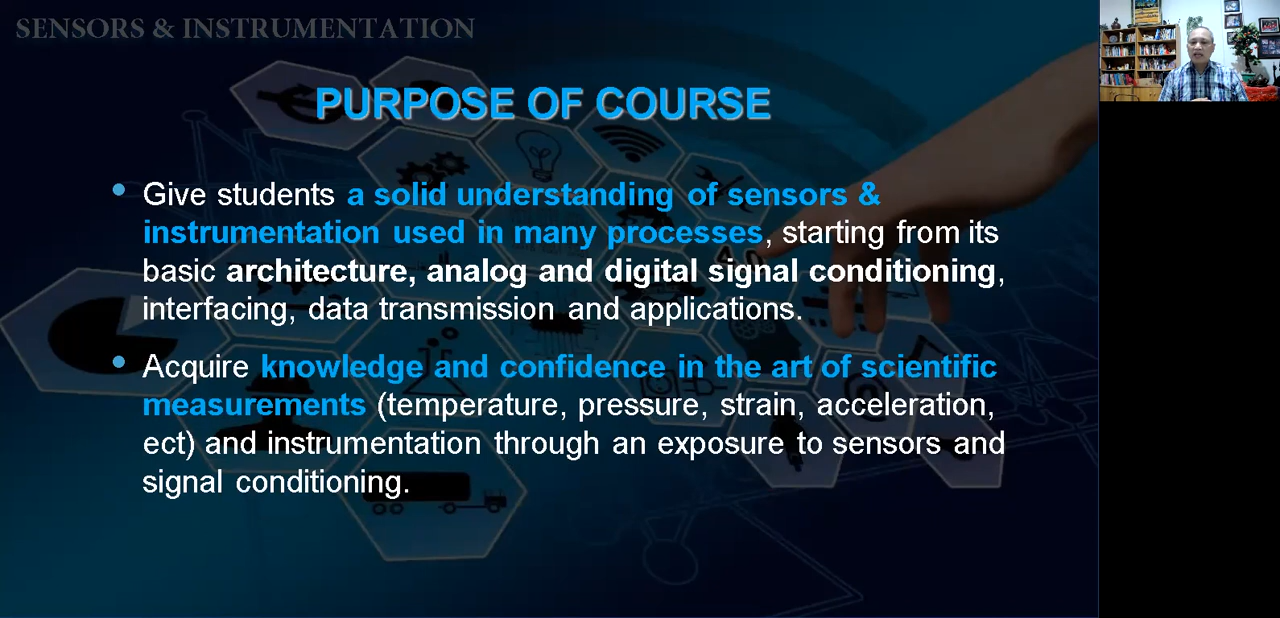 SENSORS & INSTRUMENTATION
PURPOSE OF COURSE
• Give students a solid understanding of sensors &
instrumentation used in many processes, starting from its
basic architecture, analog and digital signal conditioning,
interfacing, data transmission and applications.
• Acquire knowledge and confidence in the art of scientific
measurements (temperature, pressure, strain, acceleration,
ect) and instrumentation through an exposure to sensors and
signal conditioning.